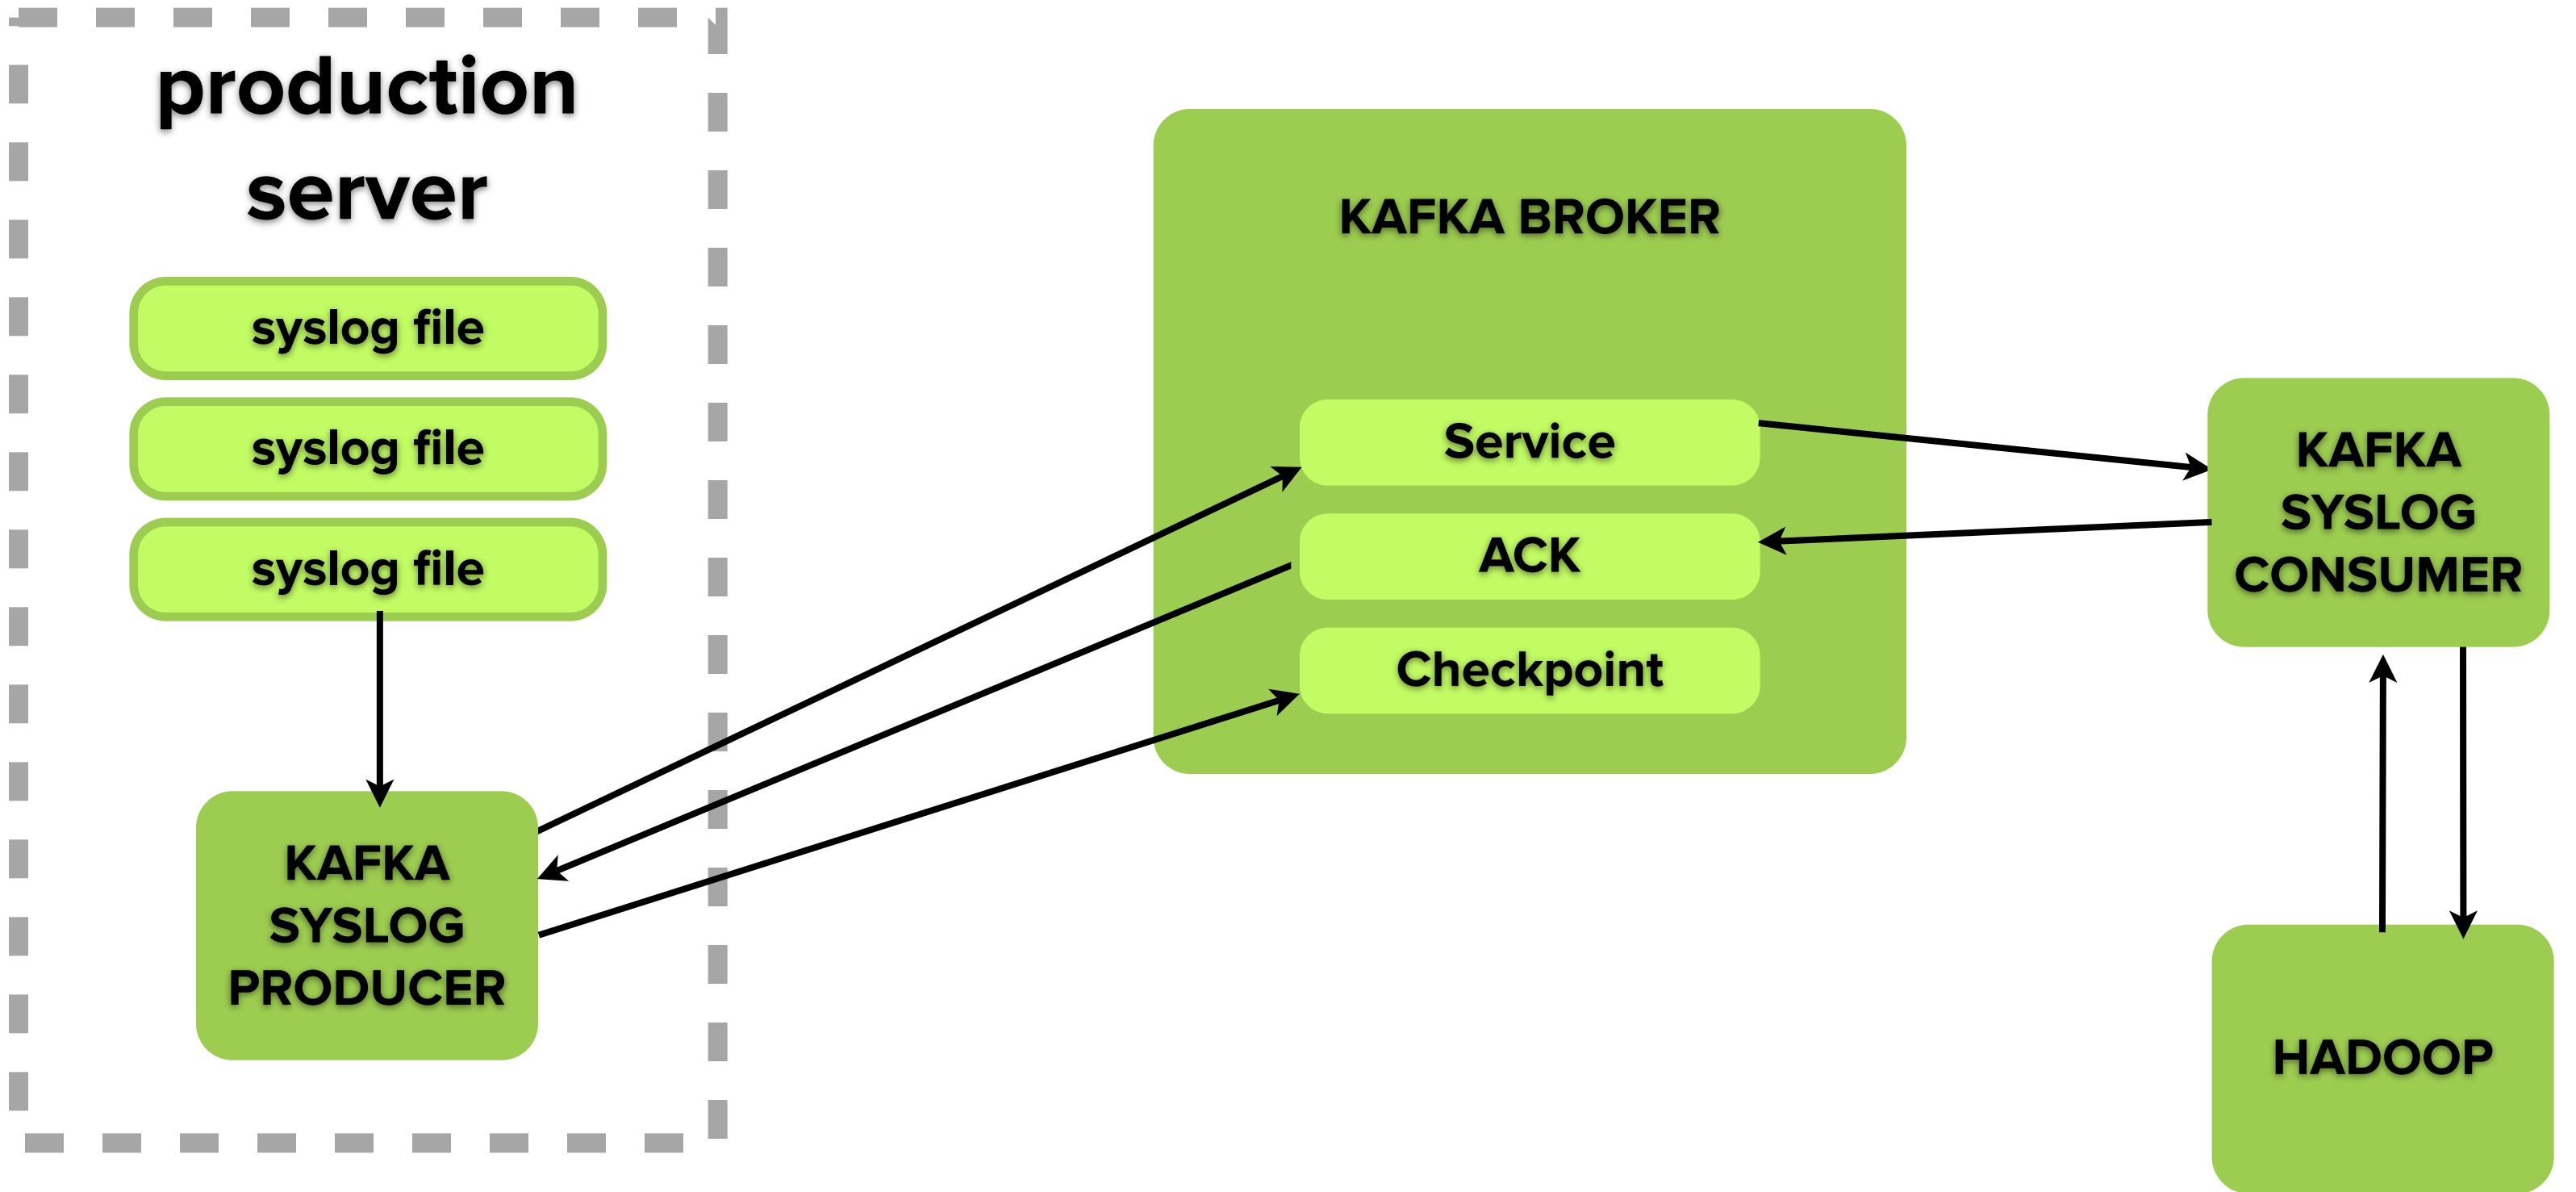 production
server
syslog file
syslog file
syslog file
KAFKA
SYSLOG
PRODUCER
KAFKA BROKER
Service
ACK
Checkpoint
KAFKA
SYSLOG
CONSUMER
HADOOP